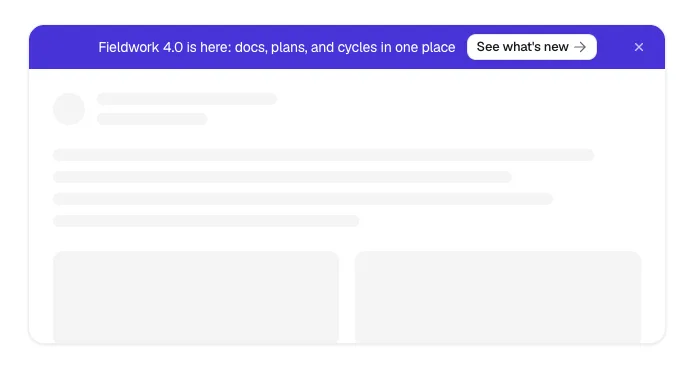 Fieldwork 4.0 is here: docs, plans, and cycles in one place
See what's new →